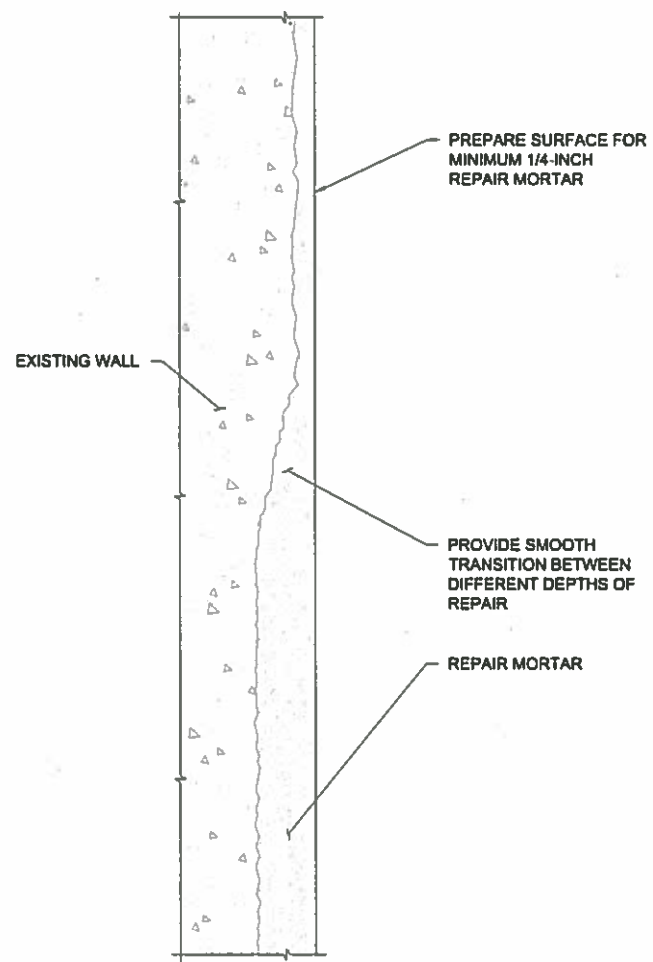 PREPARE SURFACE FOR
MINIMUM 1/4-INCH
REPAIR MORTAR
EXISTING WALL
PROVIDE SMOOTH
TRANSITION BETWEEN
DIFFERENT DEPTHS OF
REPAIR
REPAIR MORTAR